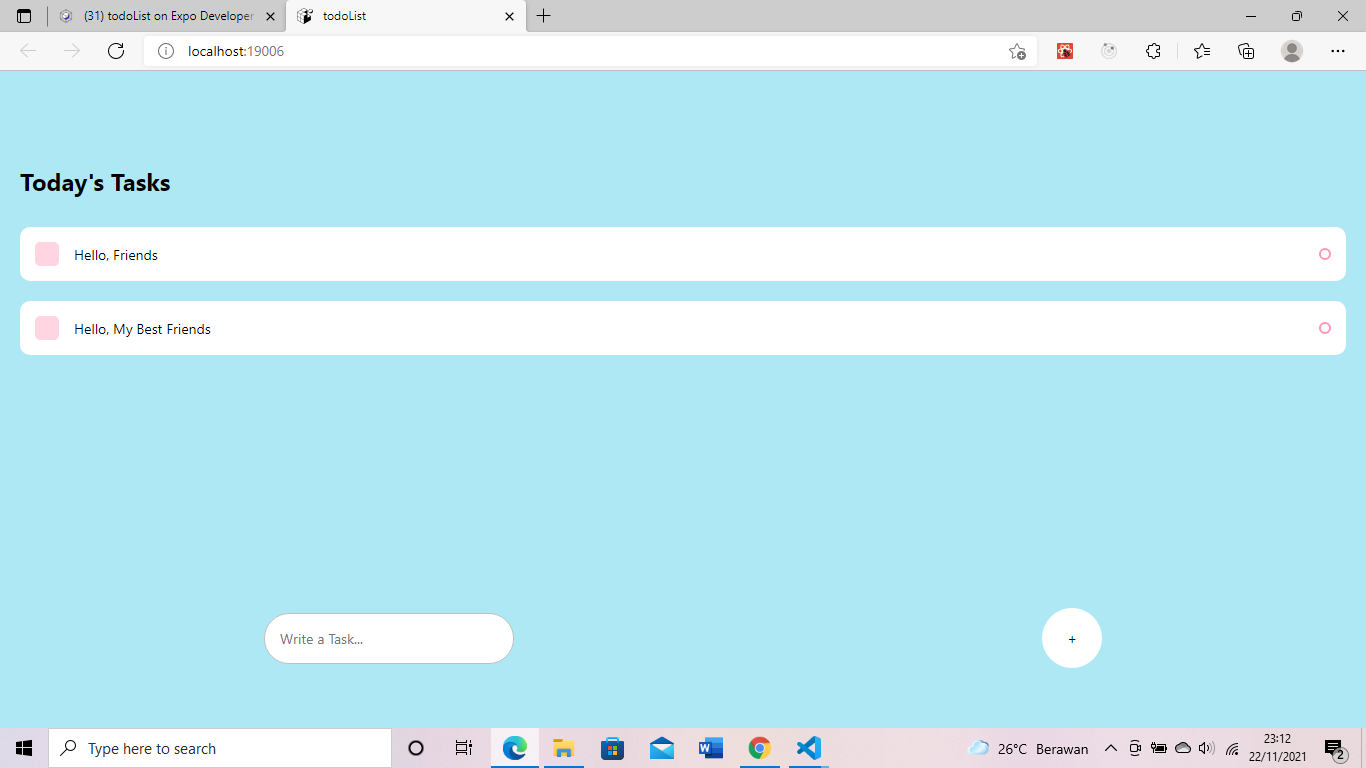 (31) todoList on Expo Developer
todoList
localhost:19006
Today's Tasks
Hello, Friends
Hello, My Best Friends
Write a Task...
+
Type here to search
26°C Berawan
23:12
22/11/2021
2